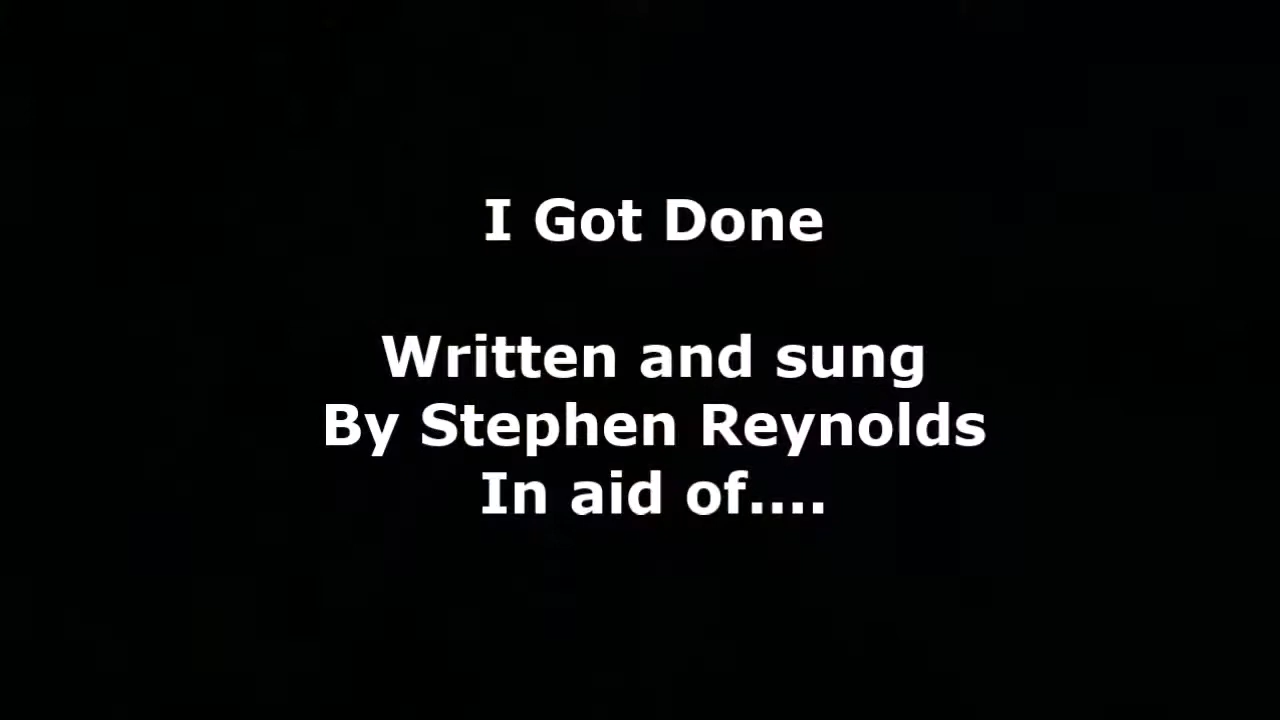 I Got Done
Written and sung
By Stephen Reynolds
In aid of....